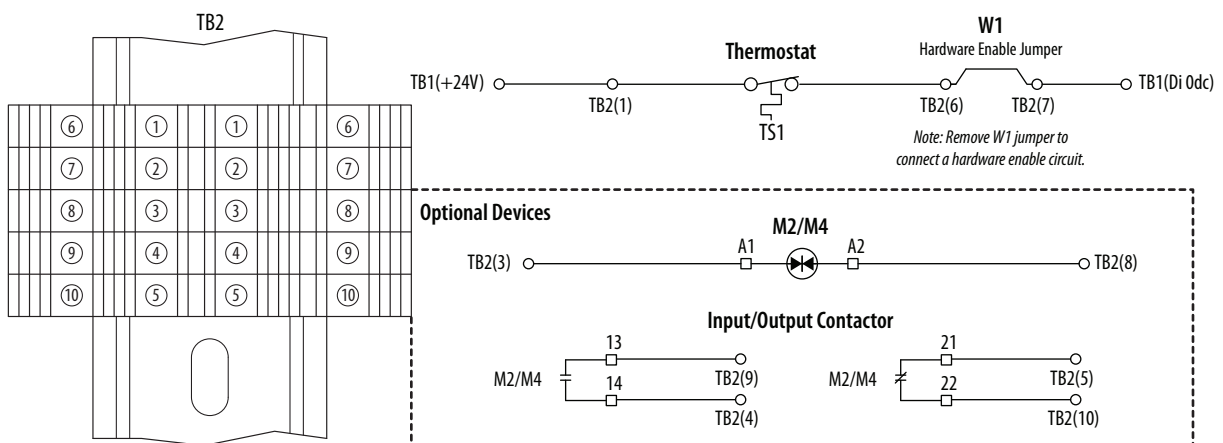 TB2
W1
Hardware Enable Jumper
Thermostat
TB1(+24V)
TB1(Di 0dc)
TB2(1)
TB2(6)
TB2(7)
TS1
Note: Remove W1 jumper to
connect a hardware enable circuit.
6 1 1 6
7 2 2 7
8 3 3 8
9 4 4 9
10 5 5 10
Optional Devices
M2/M4
A1
A2
TB2(3)
TB2(8)
Input/Output Contactor
13
M2/M4
TB2(9)
14
TB2(4)
21
M2/M4
TB2(5)
22
TB2(10)